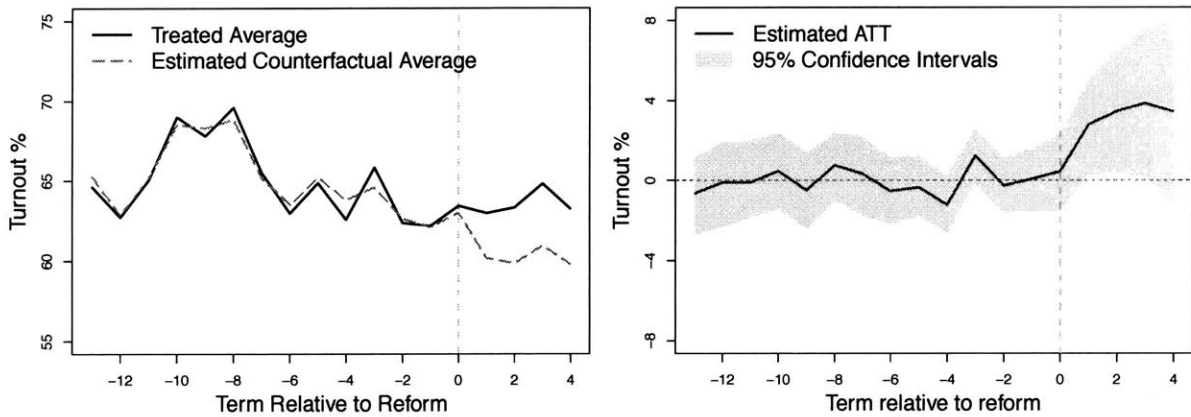 75
70
65
60
55
Turnout %
Treated Average
Estimated Counterfactual Average
−12 −10 −8 −6 −4 −2 0 2 4
Term Relative to Reform
8
4
0
−4
−8
Turnout %
Estimated ATT
95% Confidence Intervals
−12 −10 −8 −6 −4 −2 0 2 4
Term relative to reform